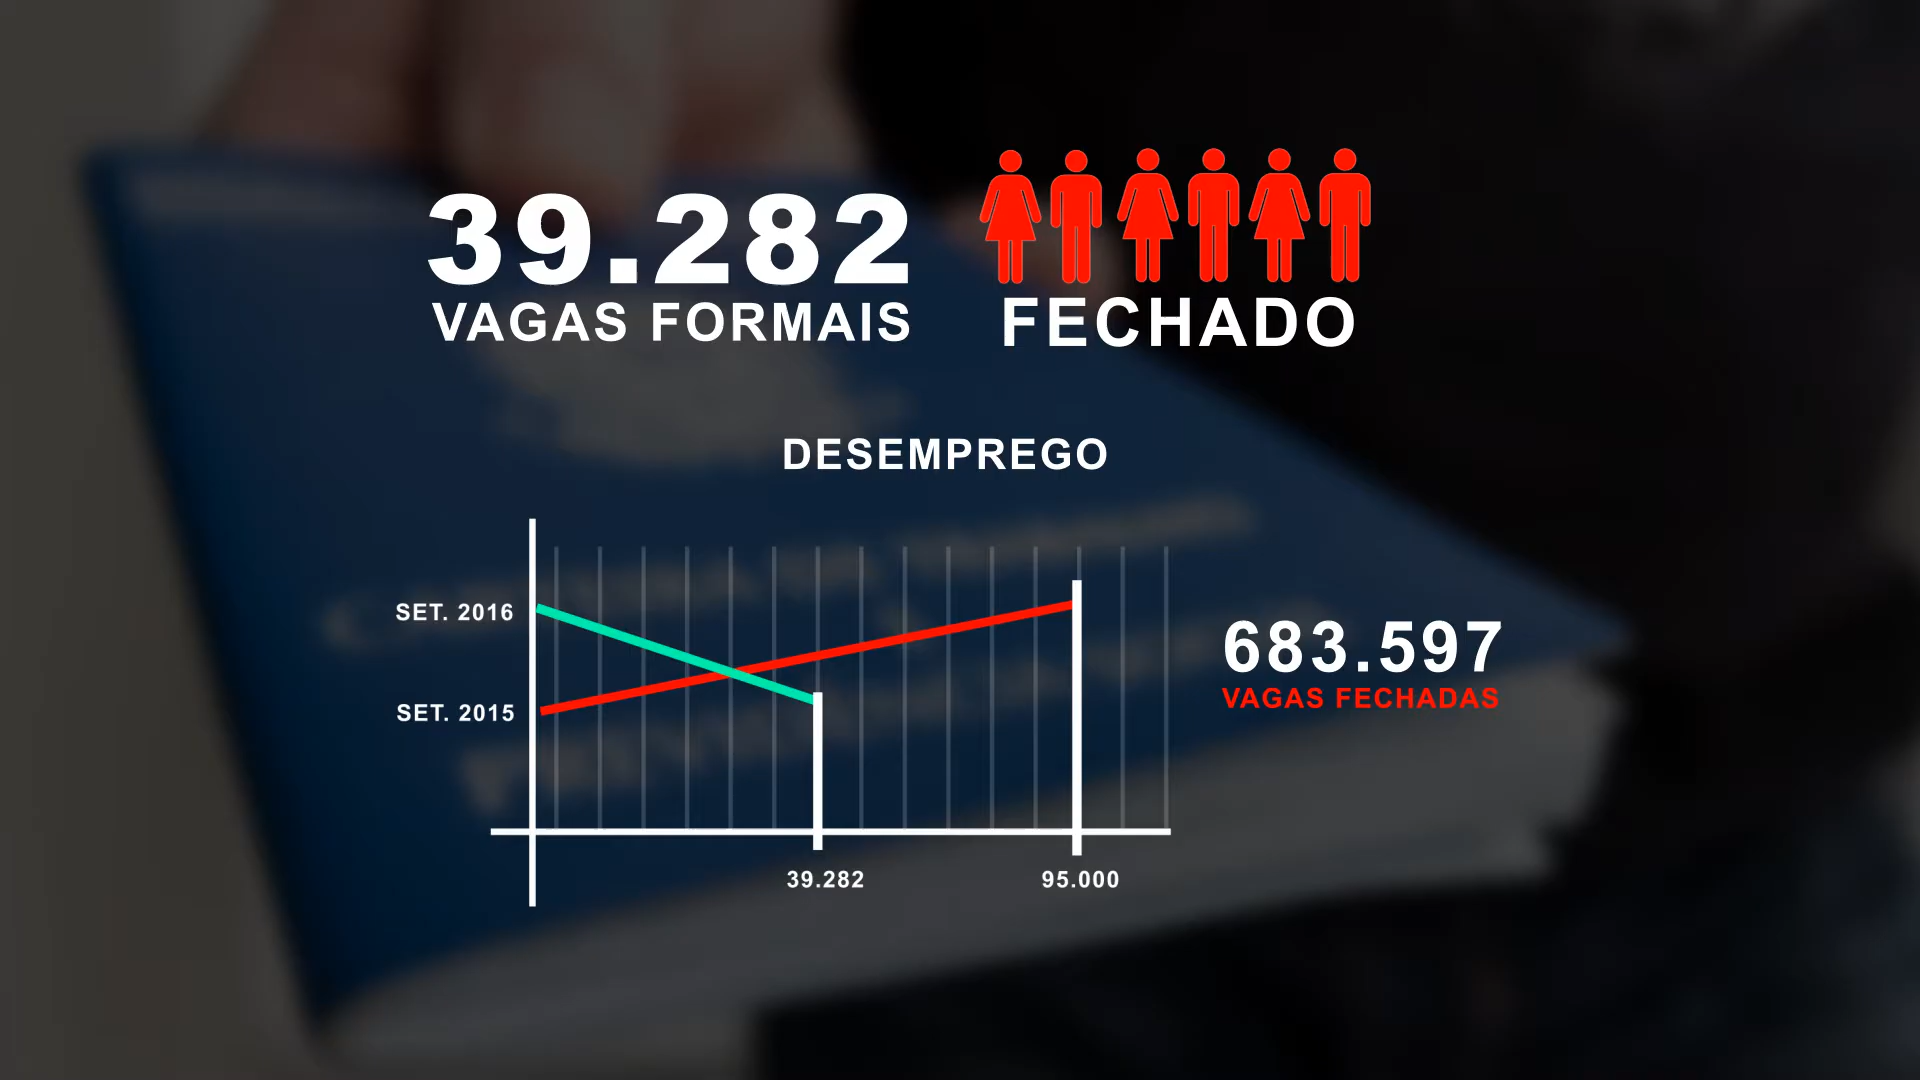 39.282
VAGAS FORMAIS
FECHADO
DESEMPREGO
SET. 2016
SET. 2015
683.597
VAGAS FECHADAS
39.282
95.000